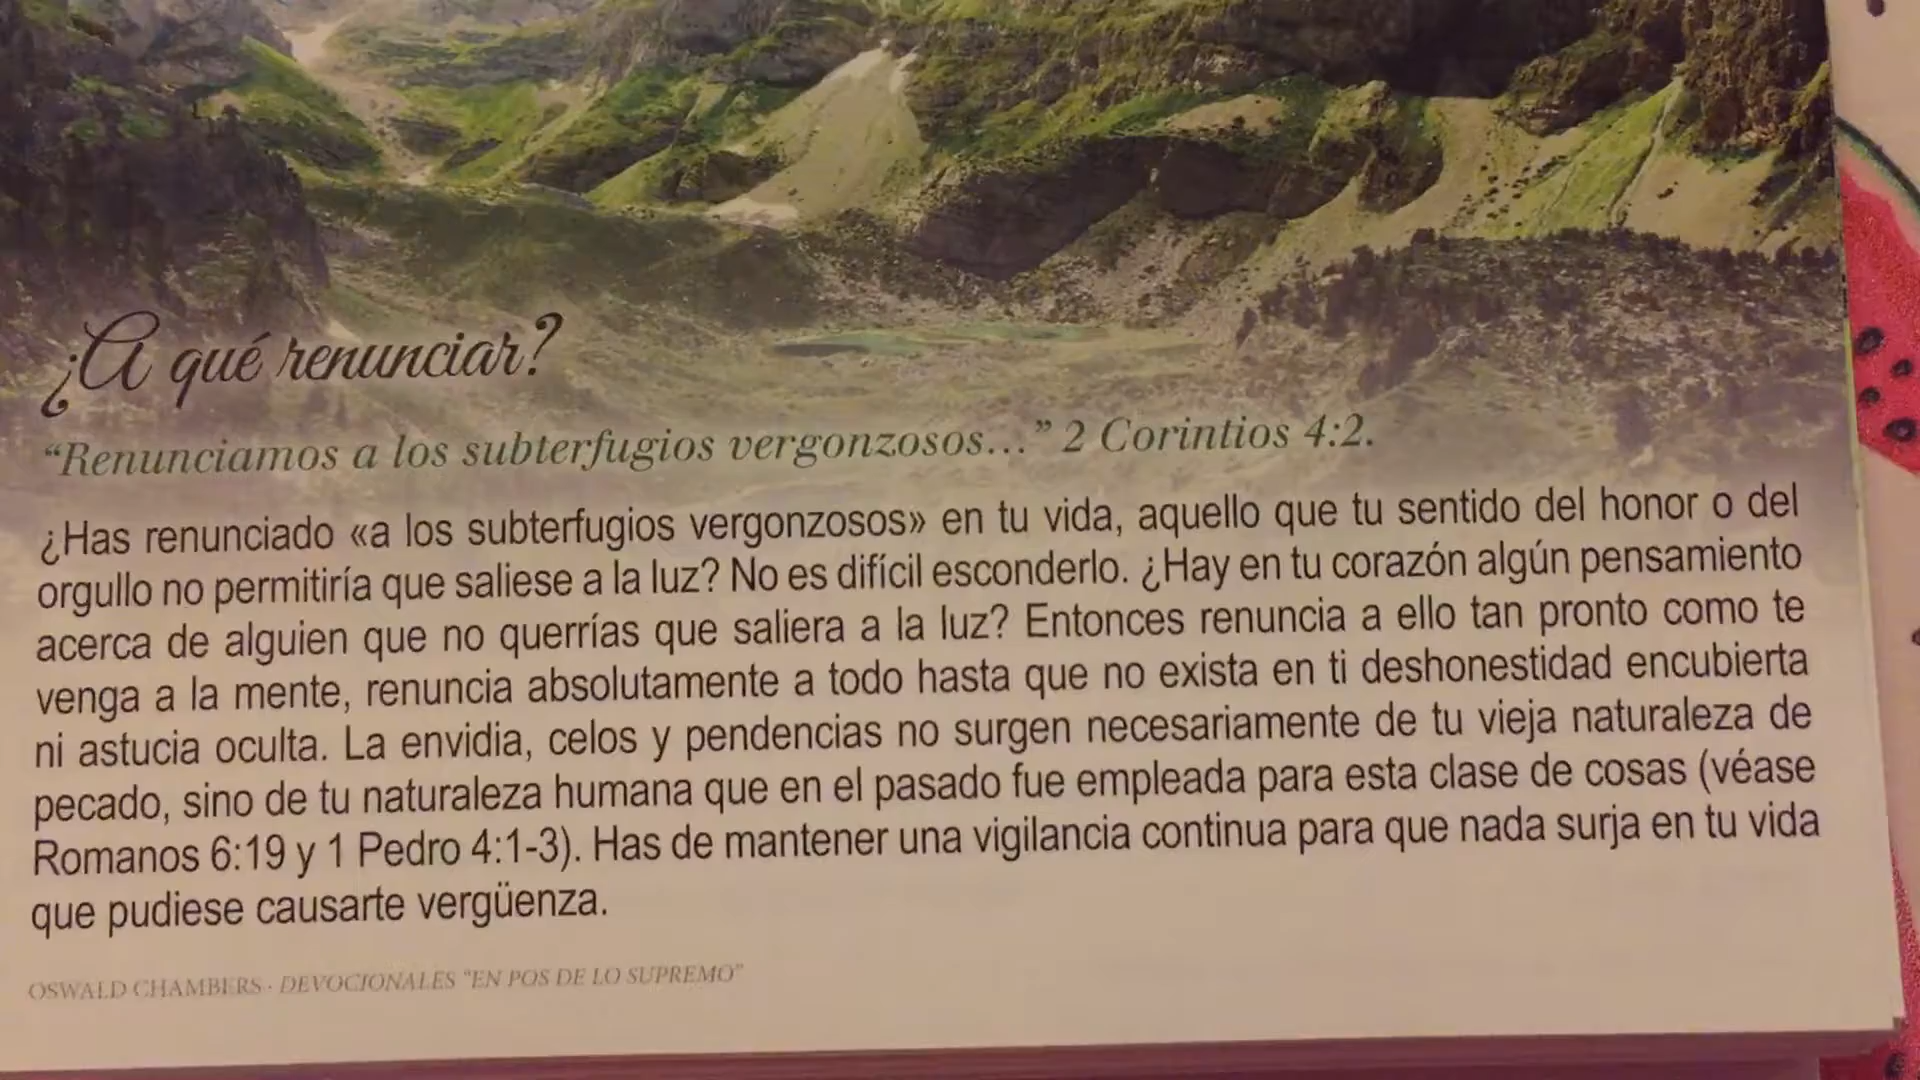 ¿A qué renunciar?
“Renunciamos a los subterfugios vergonzosos...” 2 Corintios 4:2.
¿Has renunciado «a los subterfugios vergonzosos» en tu vida, aquello que tu sentido del honor o del
orgullo no permitiría que saliese a la luz? No es difícil esconderlo. ¿Hay en tu corazón algún pensamiento
acerca de alguien que no querrías que saliera a la luz? Entonces renuncia a ello tan pronto como te
venga a la mente, renuncia absolutamente a todo hasta que no exista en ti deshonestidad encubierta
ni astucia oculta. La envidia, celos y pendencias no surgen necesariamente de tu vieja naturaleza de
pecado, sino de tu naturaleza humana que en el pasado fue empleada para esta clase de cosas (véase
Romanos 6:19 y 1 Pedro 4:1-3). Has de mantener una vigilancia continua para que nada surja en tu vida
que pudiese causarte vergüenza.
OSWALD CHAMBERS - DEVOCIONALES “EN POS DE LO SUPREMO”